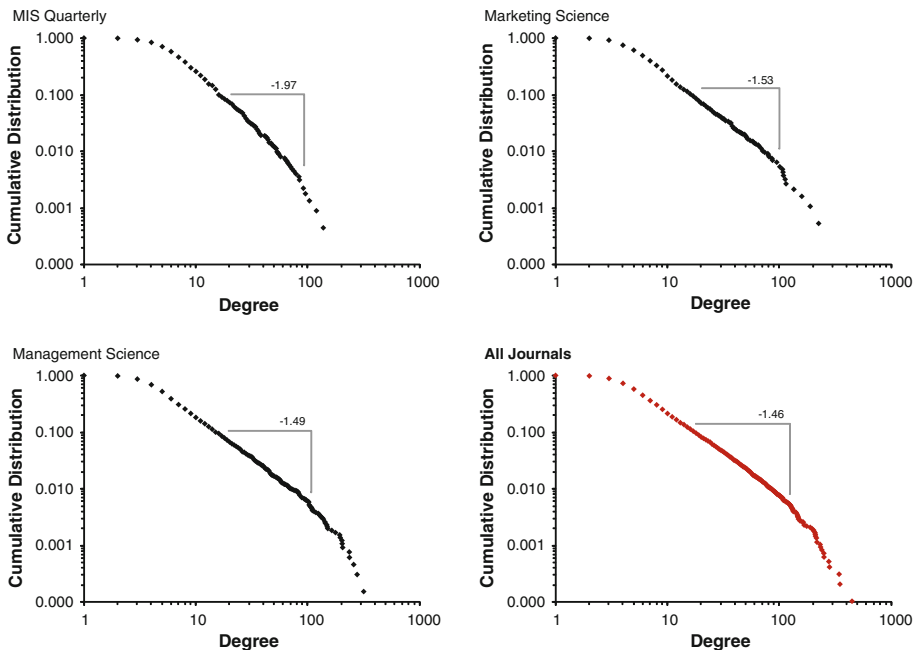 MIS Quarterly
Cumulative Distribution
1.000
0.100
0.010
0.001
0.000
-1.97
1 10 100 1000
Degree
Marketing Science
Cumulative Distribution
1.000
0.100
0.010
0.001
0.000
-1.53
1 10 100 1000
Degree
Management Science
Cumulative Distribution
1.000
0.100
0.010
0.001
0.000
-1.49
1 10 100 1000
Degree
All Journals
Cumulative Distribution
1.000
0.100
0.010
0.001
0.000
-1.46
1 10 100 1000
Degree